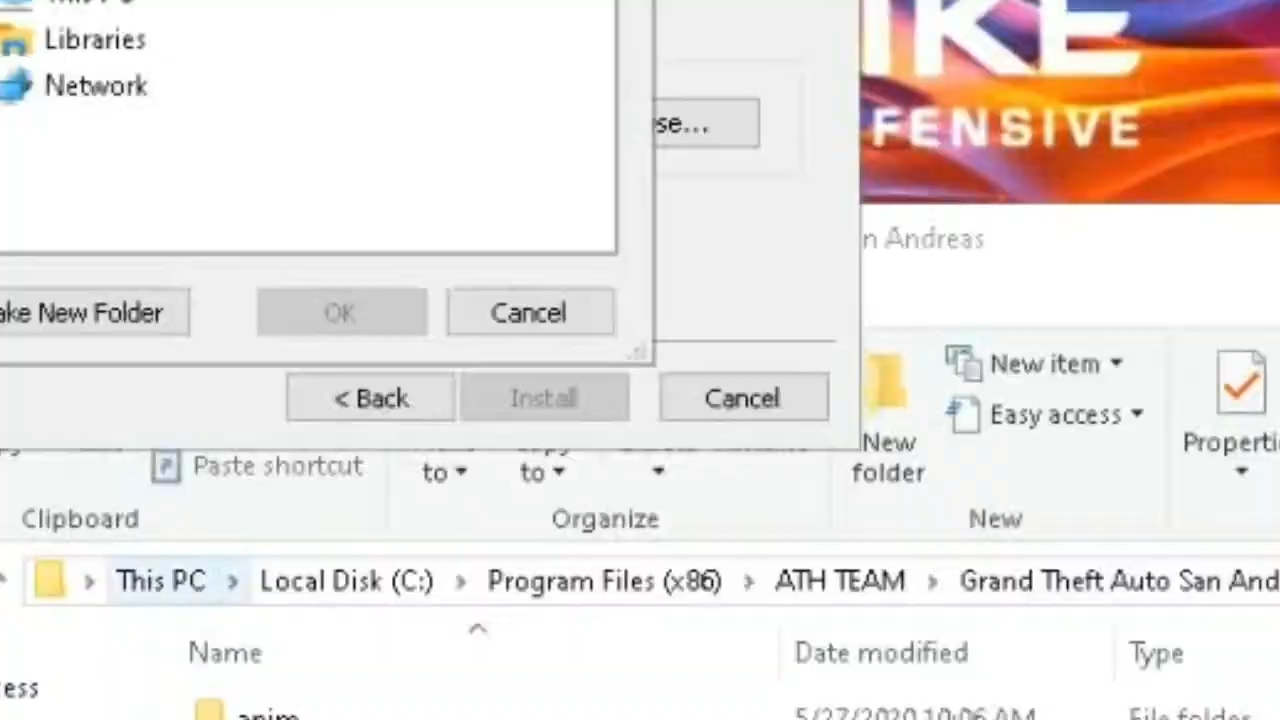 Libraries
Network
IKE
FENSIVE
se...
n Andreas
ake New Folder
OK
Cancel
< Back
Install
Cancel
New item
Easy access
New
folder
Properti
Paste shortcut
to
to
Clipboard
Organize
New
This PC > Local Disk (C:) > Program Files (x86) > ATH TEAM > Grand Theft Auto San And
Name
Date modified
Type
ess
anim
5/27/2020 10:06 AM
File folder